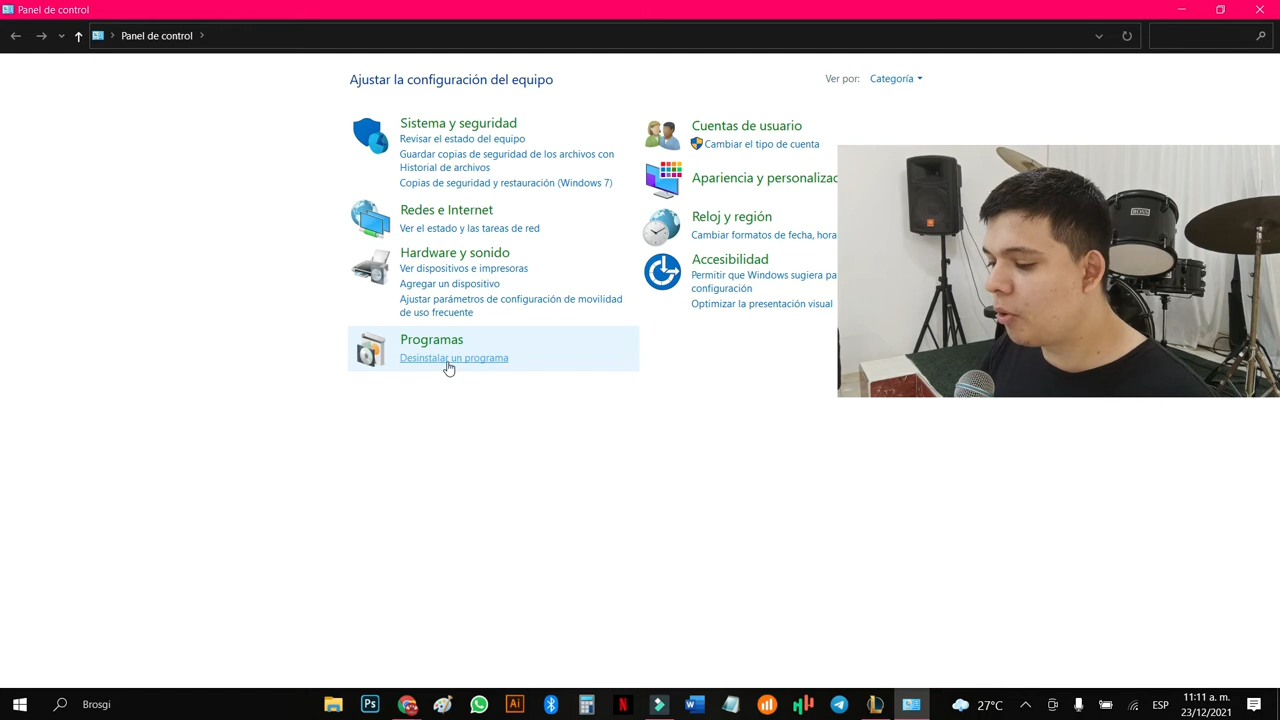 Panel de control
Panel de control
Ajustar la configuración del equipo
Ver por: Categoría
Sistema y seguridad
Revisar el estado del equipo
Guardar copias de seguridad de los archivos con
Historial de archivos
Copias de seguridad y restauración (Windows 7)
Redes e Internet
Ver el estado y las tareas de red
Hardware y sonido
Ver dispositivos e impresoras
Agregar un dispositivo
Ajustar parámetros de configuración de movilidad
de uso frecuente
Programas
Desinstalar un programa
Cuentas de usuario
Cambiar el tipo de cuenta
Apariencia y personalizac
Reloj y región
Cambiar formatos de fecha, hora
Accesibilidad
Permitir que Windows sugiera pa
configuración
Optimizar la presentación visual
BOSS
Brosgi
Ps
Ai
N
W
27°C
ESP
11:11 a. m.
23/12/2021